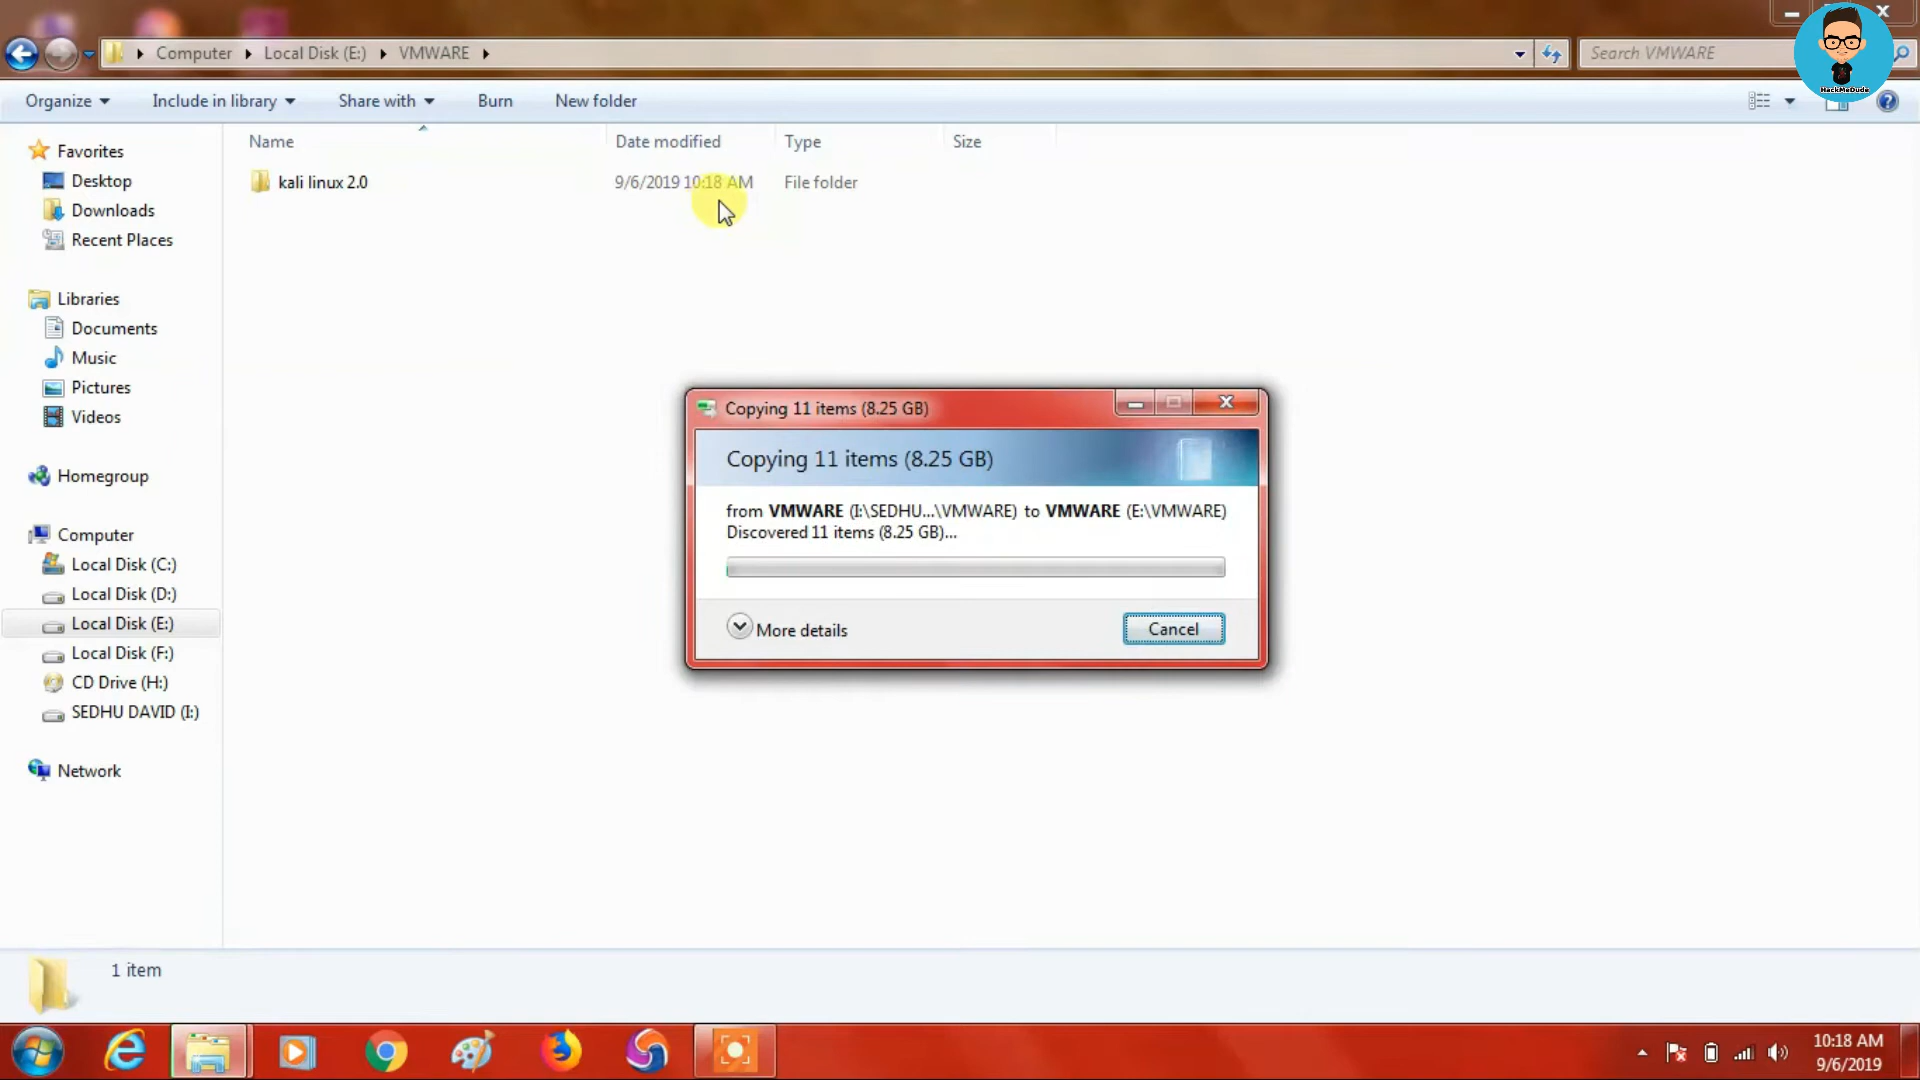 Computer Local Disk (E:) VMWARE
Search VMWARE
HackMeDude
Organize Include in library Share with Burn New folder
Name Date modified Type Size
kali linux 2.0 9/6/2019 10:18 AM File folder
Favorites
Desktop
Downloads
Recent Places
Libraries
Documents
Music
Pictures
Videos
Homegroup
Computer
Local Disk (C:)
Local Disk (D:)
Local Disk (E:)
Local Disk (F:)
CD Drive (H:)
SEDHU DAVID (I:)
Network
Copying 11 items (8.25 GB)
Copying 11 items (8.25 GB)
from VMWARE (I:\SEDHU...\VMWARE) to VMWARE (E:\VMWARE)
Discovered 11 items (8.25 GB)...
More details
Cancel
1 item
10:18 AM
9/6/2019